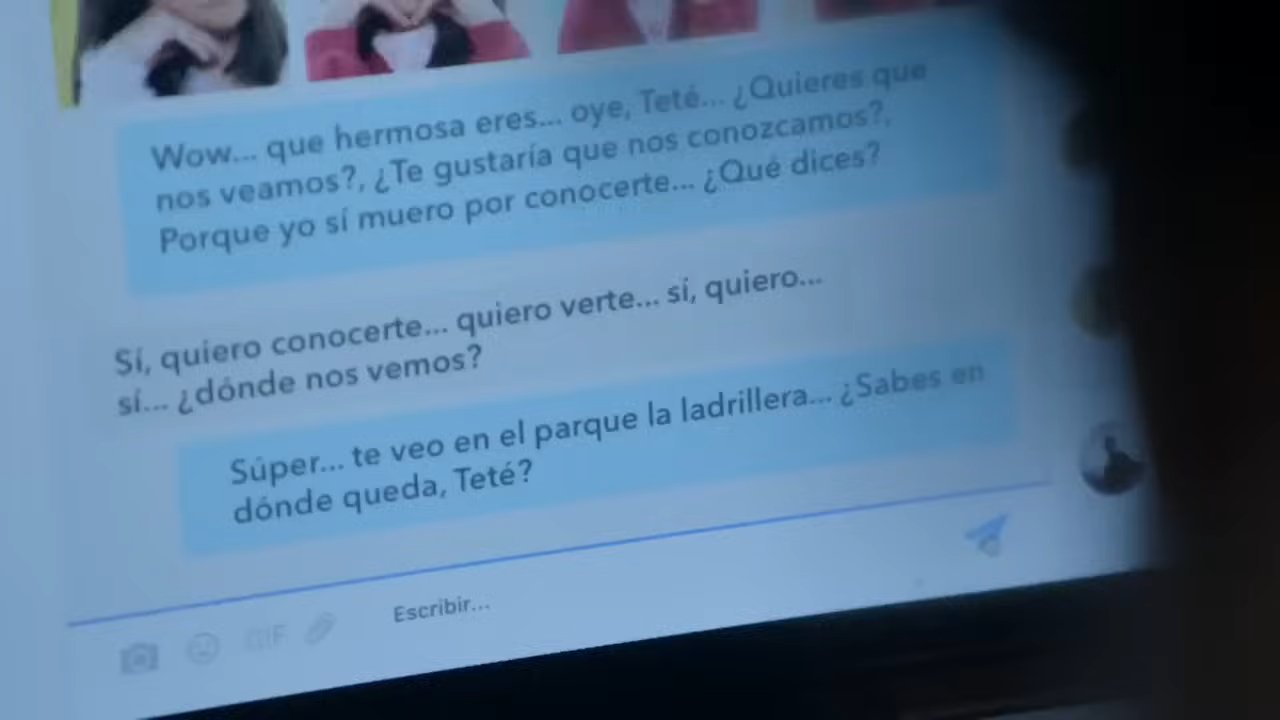 Wow... que hermosa eres... oye, Teté... ¿Quieres que
nos veamos?, ¿Te gustaría que nos conozcamos?,
Porque yo sí muero por conocerte... ¿Qué dices?
Sí, quiero conocerte... quiero verte... sí, quiero...
sí... ¿dónde nos vemos?
Súper... te veo en el parque la ladrillera... ¿Sabes en
dónde queda, Teté?
GIF
Escribir...